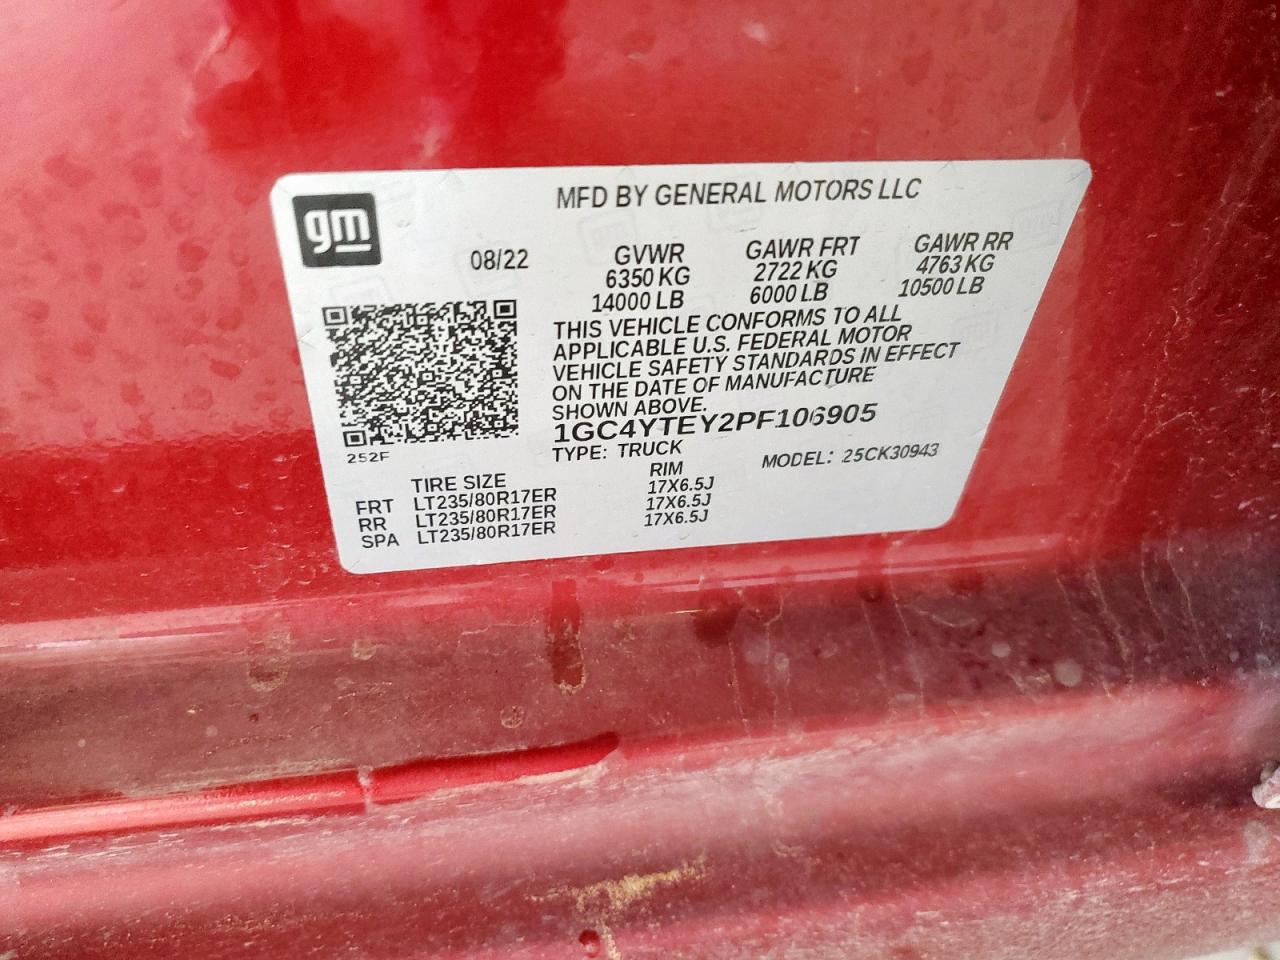 gm
MFD BY GENERAL MOTORS LLC
08/22 GVWR GAWR FRT GAWR RR
6350 KG 2722 KG 4763 KG
14000 LB 6000 LB 10500 LB
THIS VEHICLE CONFORMS TO ALL
APPLICABLE U.S. FEDERAL MOTOR
VEHICLE SAFETY STANDARDS IN EFFECT
ON THE DATE OF MANUFACTURE
SHOWN ABOVE.
1GC4YTEY2PF106905
252F
TYPE: TRUCK MODEL: 25CK30943
TIRE SIZE RIM
FRT LT235/80R17ER 17X6.5J
RR LT235/80R17ER 17X6.5J
SPA LT235/80R17ER 17X6.5J